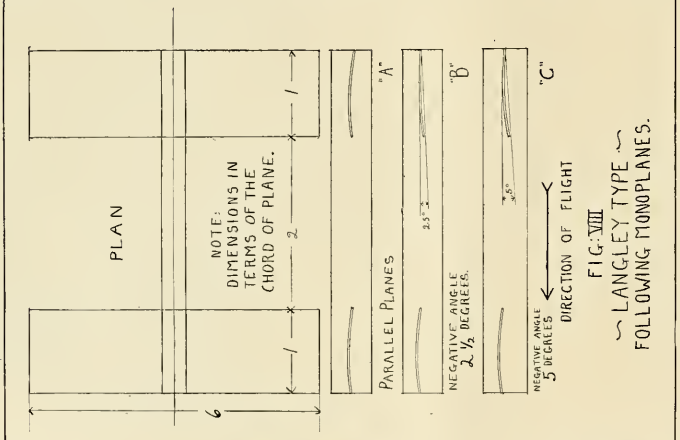 PLAN
NOTE:
DIMENSIONS IN
TERMS OF THE
CHORD OF PLANE.
6
1
2
1
PARALLEL PLANES
"A"
NEGATIVE ANGLE
2 ½ DEGREES.
2.5°
"B"
NEGATIVE ANGLE
5 DEGREES
5°
"C"
DIRECTION OF FLIGHT
FIG: VIII
~ LANGLEY TYPE ~
FOLLOWING MONOPLANES.